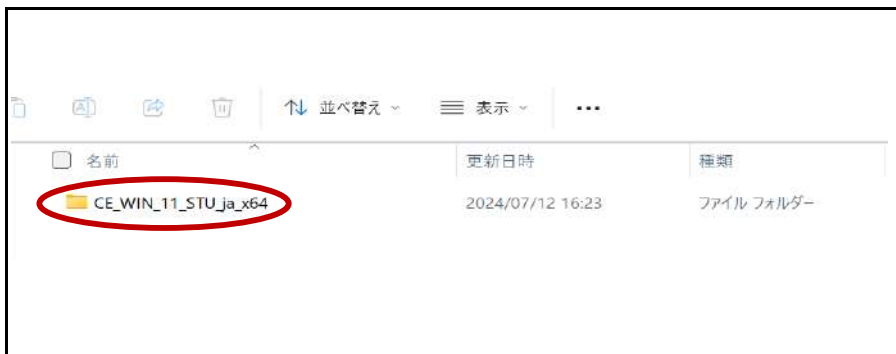 並べ替え 表示 ...
名前 更新日時 種類
CE_WIN_11_STU_ja_x64 2024/07/12 16:23 ファイル フォルダー